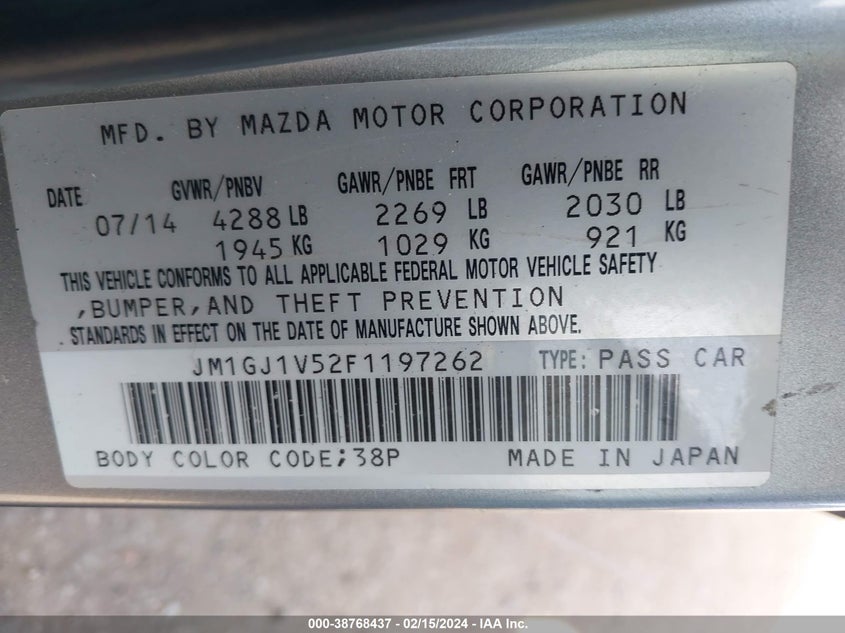 MFD. BY MAZDA MOTOR CORPORATION
DATE GVWR/PNBV GAWR/PNBE FRT GAWR/PNBE RR
07/14 4288 LB 2269 LB 2030 LB
1945 KG 1029 KG 921 KG
THIS VEHICLE CONFORMS TO ALL APPLICABLE FEDERAL MOTOR VEHICLE SAFETY
,BUMPER,AND THEFT PREVENTION
STANDARDS IN EFFECT ON THE DATE OF MANUFACTURE SHOWN ABOVE.
JM1GJ1V52F1197262 TYPE: PASS CAR
BODY COLOR CODE;38P MADE IN JAPAN
000-38768437 - 02/15/2024 - IAA Inc.